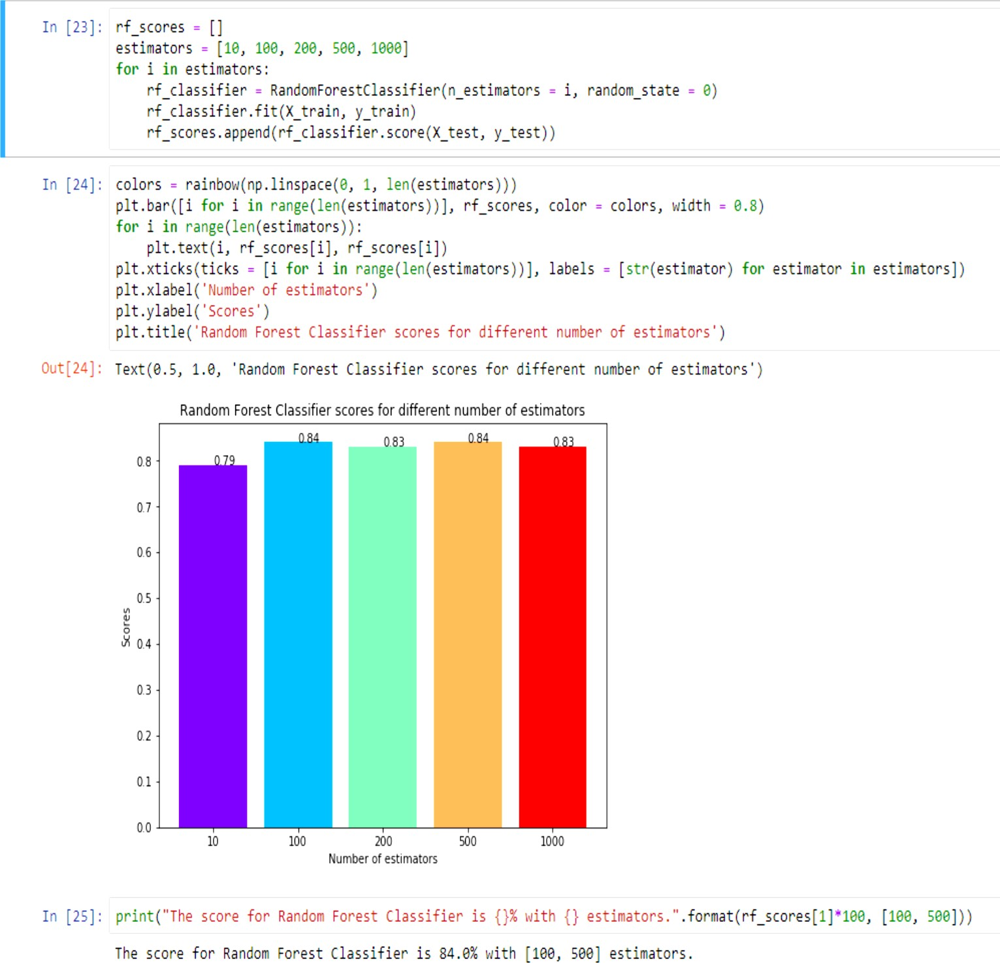 In [23]: rf_scores = []
estimators = [10, 100, 200, 500, 1000]
for i in estimators:
    rf_classifier = RandomForestClassifier(n_estimators = i, random_state = 0)
    rf_classifier.fit(X_train, y_train)
    rf_scores.append(rf_classifier.score(X_test, y_test))
In [24]: colors = rainbow(np.linspace(0, 1, len(estimators)))
plt.bar([i for i in range(len(estimators))], rf_scores, color = colors, width = 0.8)
for i in range(len(estimators)):
    plt.text(i, rf_scores[i], rf_scores[i])
plt.xticks(ticks = [i for i in range(len(estimators))], labels = [str(estimator) for estimator in estimators])
plt.xlabel('Number of estimators')
plt.ylabel('Scores')
plt.title('Random Forest Classifier scores for different number of estimators')
Out[24]: Text(0.5, 1.0, 'Random Forest Classifier scores for different number of estimators')
Random Forest Classifier scores for different number of estimators
0.79 0.84 0.83 0.84 0.83
0.8
0.7
0.6
0.5
0.4
0.3
0.2
0.1
0.0
Scores
10 100 200 500 1000
Number of estimators
In [25]: print("The score for Random Forest Classifier is {}% with {} estimators.".format(rf_scores[1]*100, [100, 500]))
The score for Random Forest Classifier is 84.0% with [100, 500] estimators.